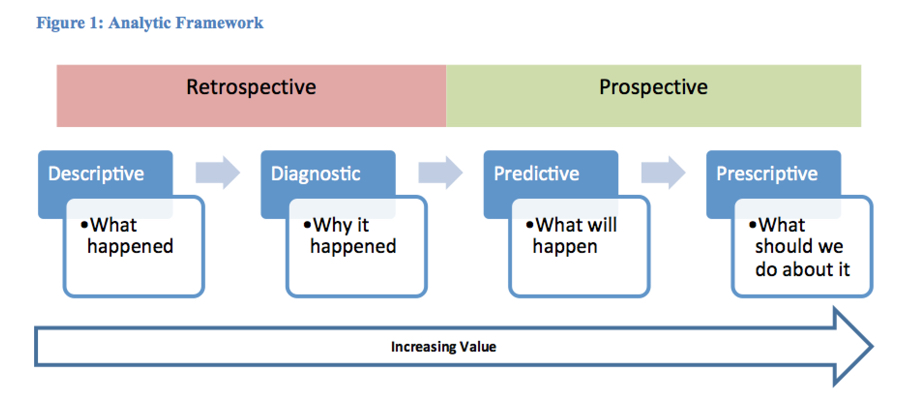 Figure 1: Analytic Framework
Retrospective
Prospective
Descriptive
•What
happened
Diagnostic
•Why it
happened
Predictive
•What will
happen
Prescriptive
•What
should we
do about it
Increasing Value